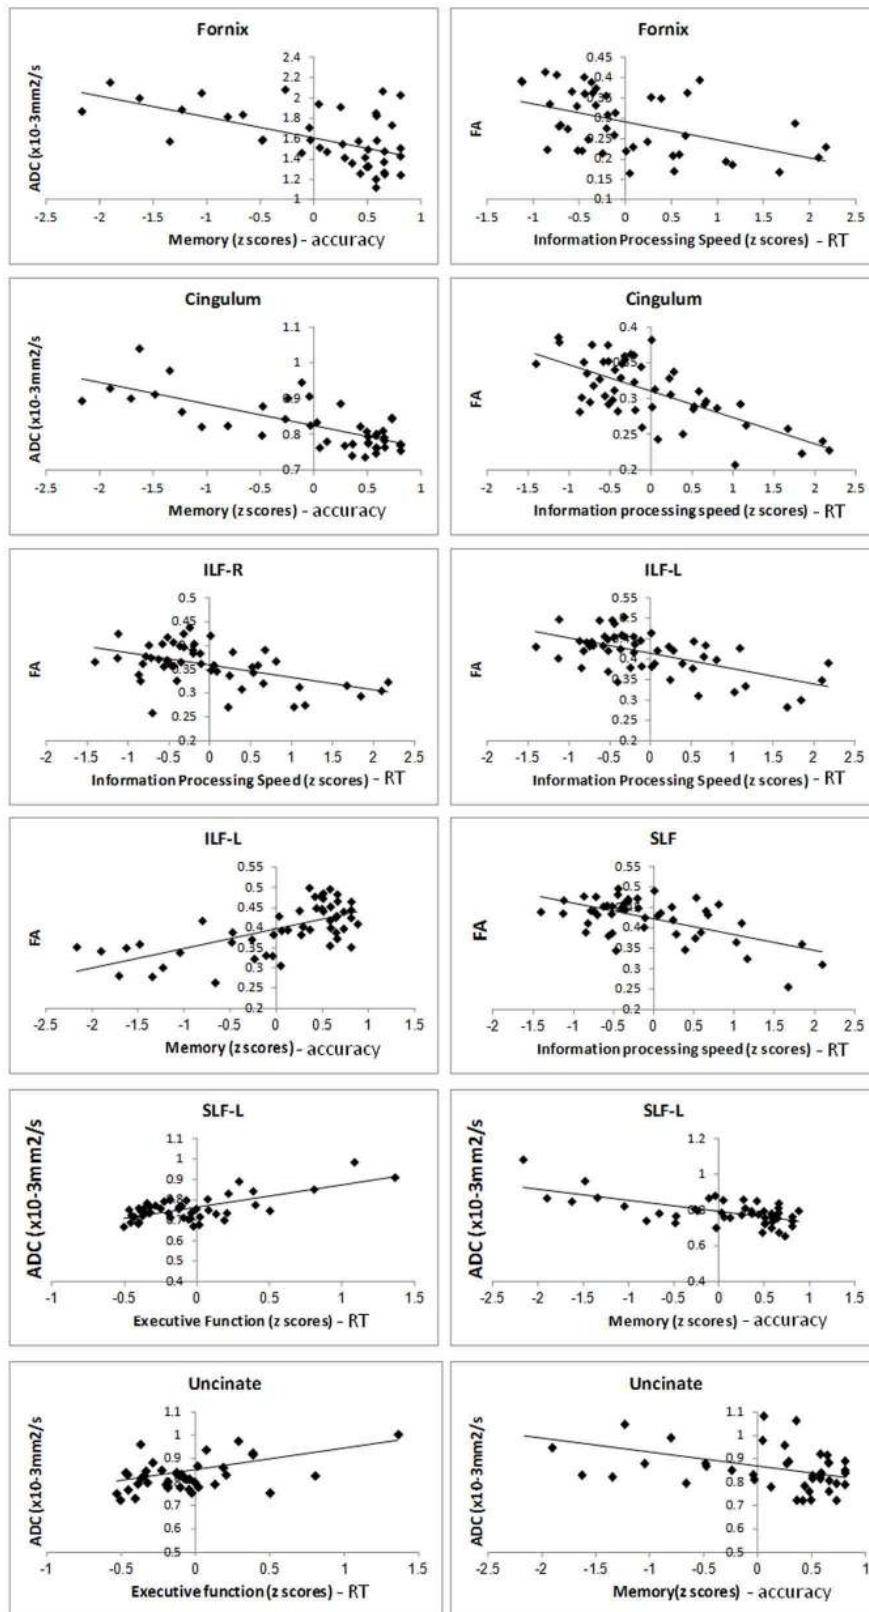 Fornix
2.4
2.2
2
1.8
1.6
1.4
1.2
1
ADC (x10-3mm2/s
-2.5 -2 -1.5 -1 -0.5 0 0.5 1
Memory (z scores) - accuracy
Fornix
0.45
0.4
0.35
0.3
0.25
0.2
0.15
0.1
FA
-1.5 -1 -0.5 0 0.5 1 1.5 2 2.5
Information Processing Speed (z scores) - RT
Cingulum
1.1
1
0.9
0.8
0.7
ADC (x10-3mm2/s
-2.5 -2 -1.5 -1 -0.5 0 0.5 1
Memory (z scores) - accuracy
Cingulum
0.4
0.35
0.3
0.25
0.2
FA
-2 -1.5 -1 -0.5 0 0.5 1 1.5 2 2.5
Information processing speed (z scores) - RT
ILF-R
0.5
0.45
0.4
0.35
0.3
0.25
0.2
FA
-2 -1.5 -1 -0.5 0 0.5 1 1.5 2 2.5
Information Processing Speed (z scores) - RT
ILF-L
0.55
0.5
0.45
0.4
0.35
0.3
0.25
0.2
FA
-2 -1.5 -1 -0.5 0 0.5 1 1.5 2 2.5
Information Processing Speed (z scores) - RT
ILF-L
0.55
0.5
0.45
0.4
0.35
0.3
0.25
0.2
FA
-2.5 -2 -1.5 -1 -0.5 0 0.5 1 1.5
Memory (z scores) - accuracy
SLF
0.55
0.5
0.45
0.4
0.35
0.3
0.25
0.2
FA
-2 -1.5 -1 -0.5 0 0.5 1 1.5 2 2.5
Information processing speed (z scores) - RT
SLF-L
1.1
1
0.9
0.8
0.7
0.6
0.5
0.4
ADC (x10-3mm2/s
-1 -0.5 0 0.5 1 1.5
Executive Function (z scores) - RT
SLF-L
1.2
1
0.8
0.6
0.4
ADC (x10-3mm2/s
-2.5 -2 -1.5 -1 -0.5 0 0.5 1 1.5
Memory (z scores) - accuracy
Uncinate
1.1
1
0.9
0.8
0.7
0.6
0.5
ADC (x10-3mm2/s
-1 -0.5 0 0.5 1 1.5
Executive function (z scores) - RT
Uncinate
1.1
1
0.9
0.8
0.7
0.6
0.5
ADC (x10-3mm2/s
-2.5 -2 -1.5 -1 -0.5 0 0.5 1
Memory(z scores) - accuracy